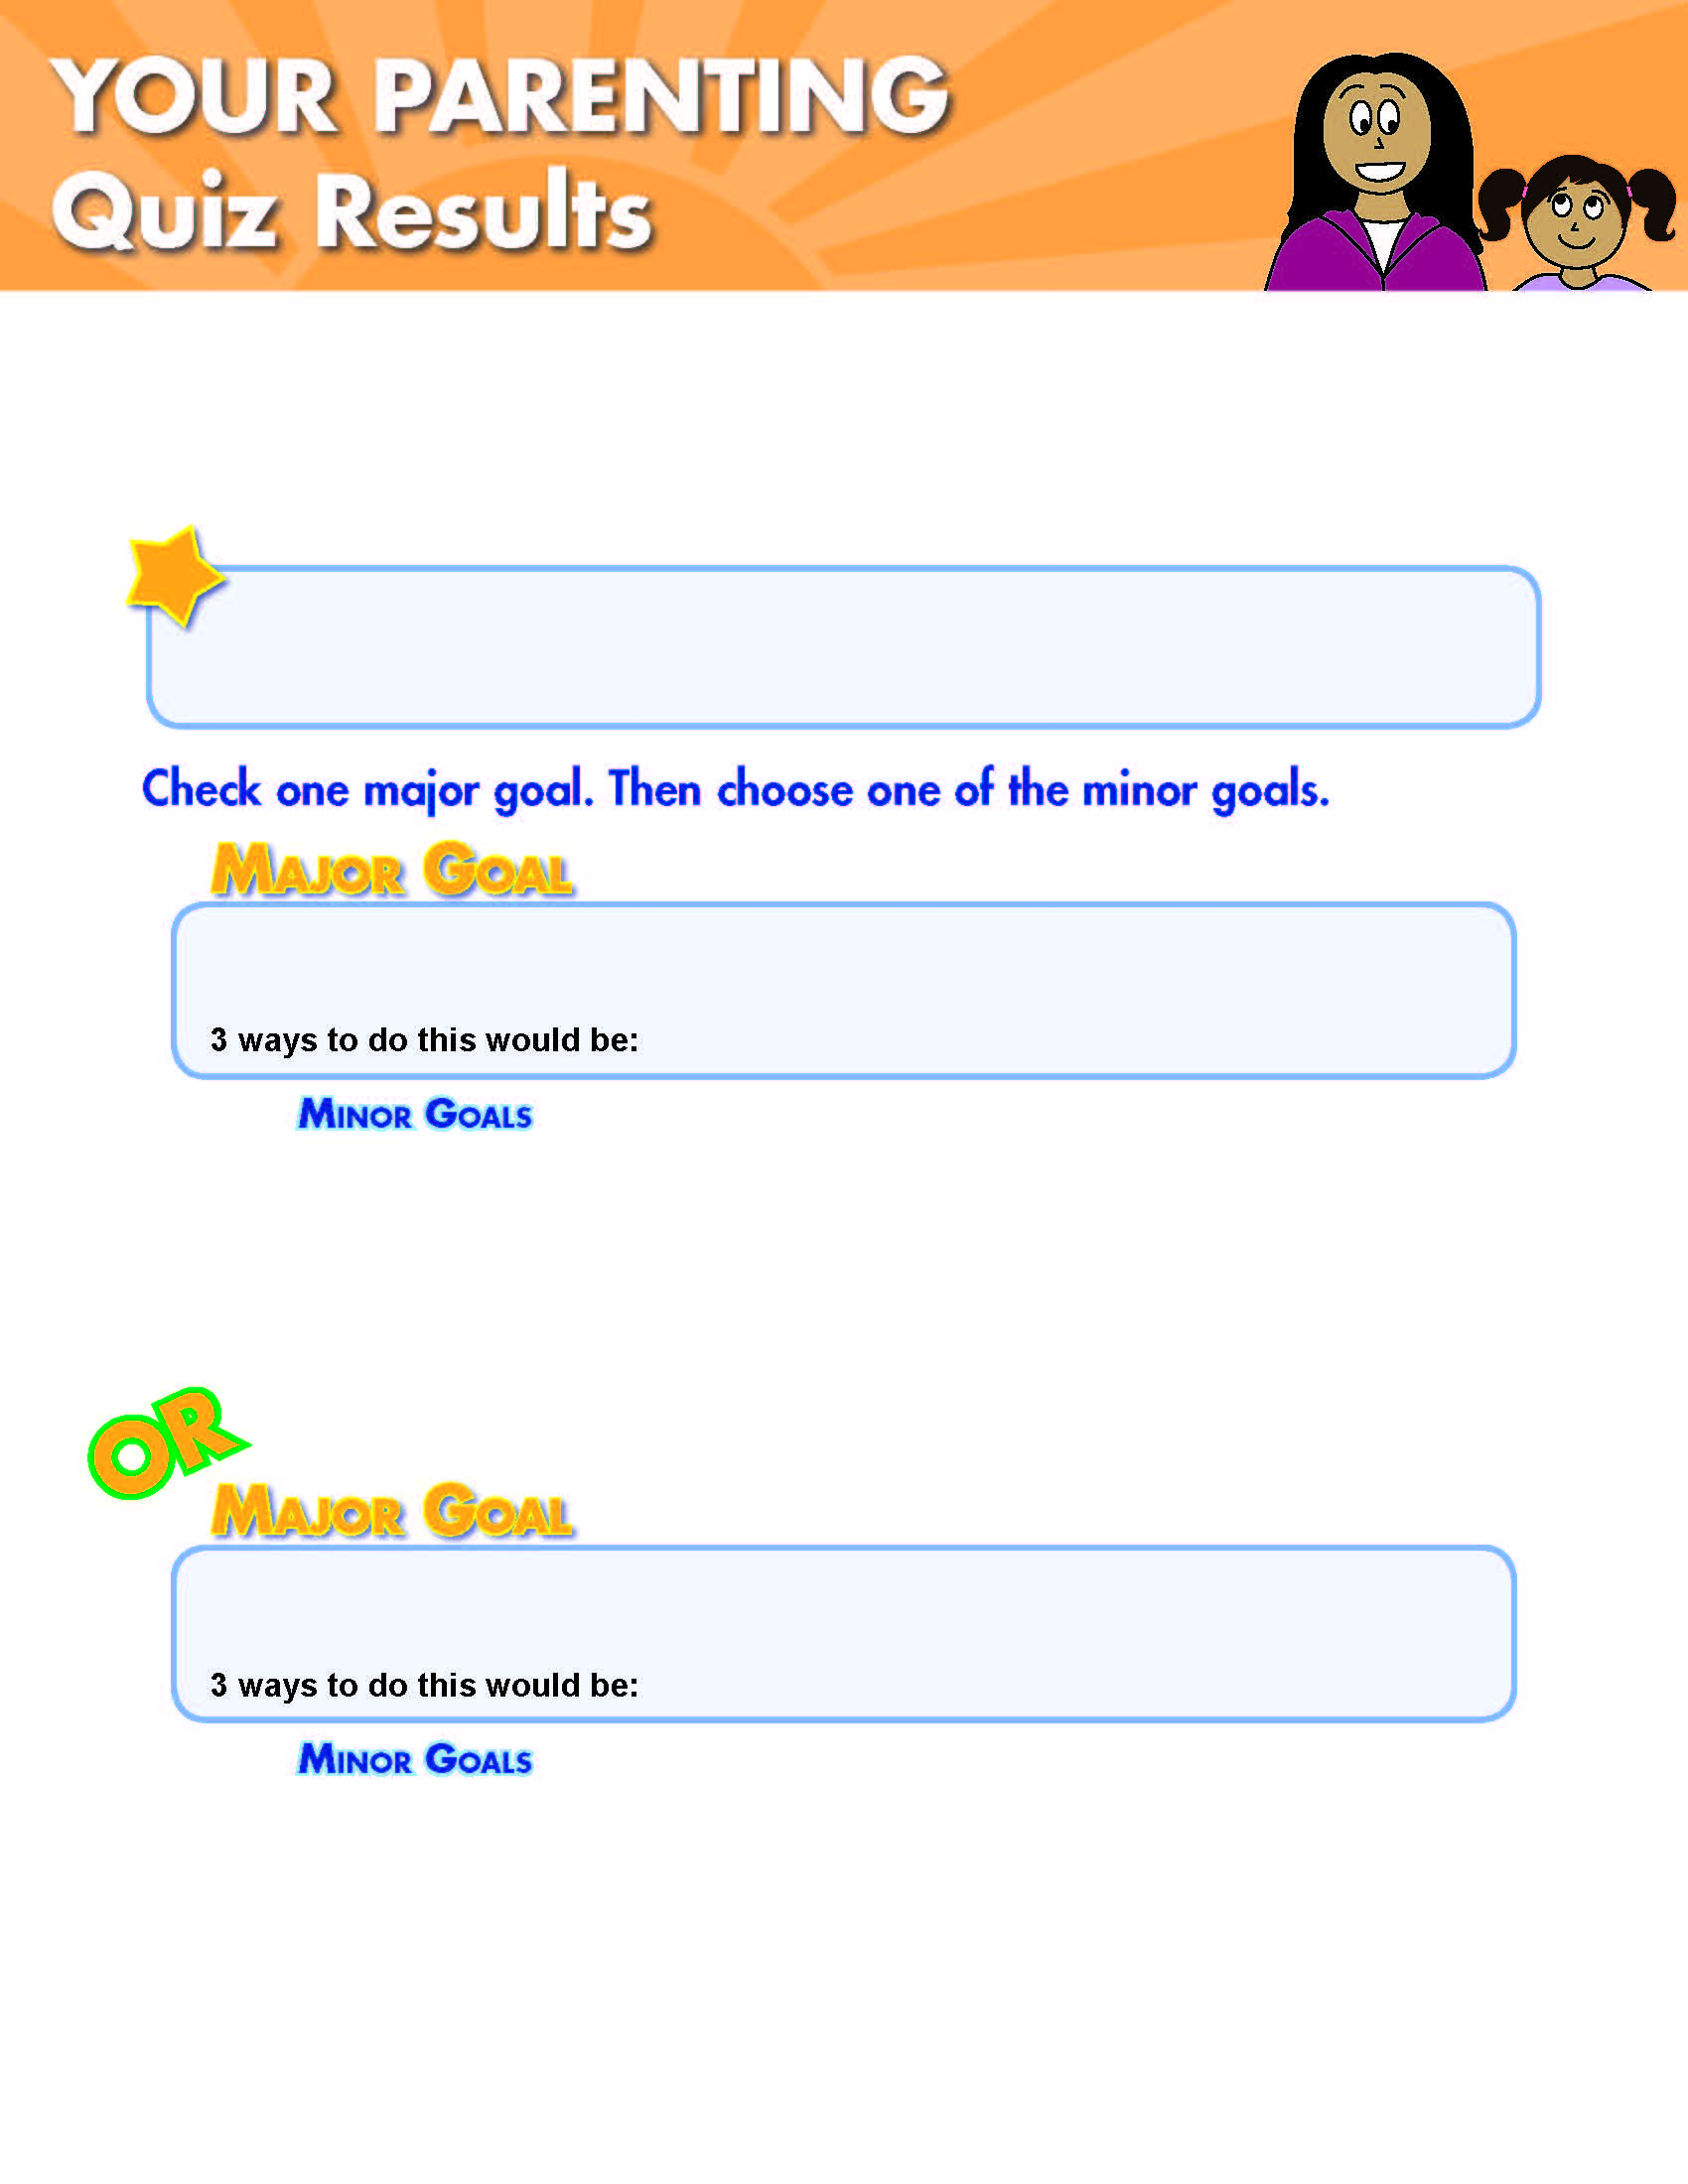 YOUR PARENTING
Quiz Results
Check one major goal. Then choose one of the minor goals.
MAJOR GOAL
3 ways to do this would be:
MINOR GOALS
OR
MAJOR GOAL
3 ways to do this would be:
MINOR GOALS